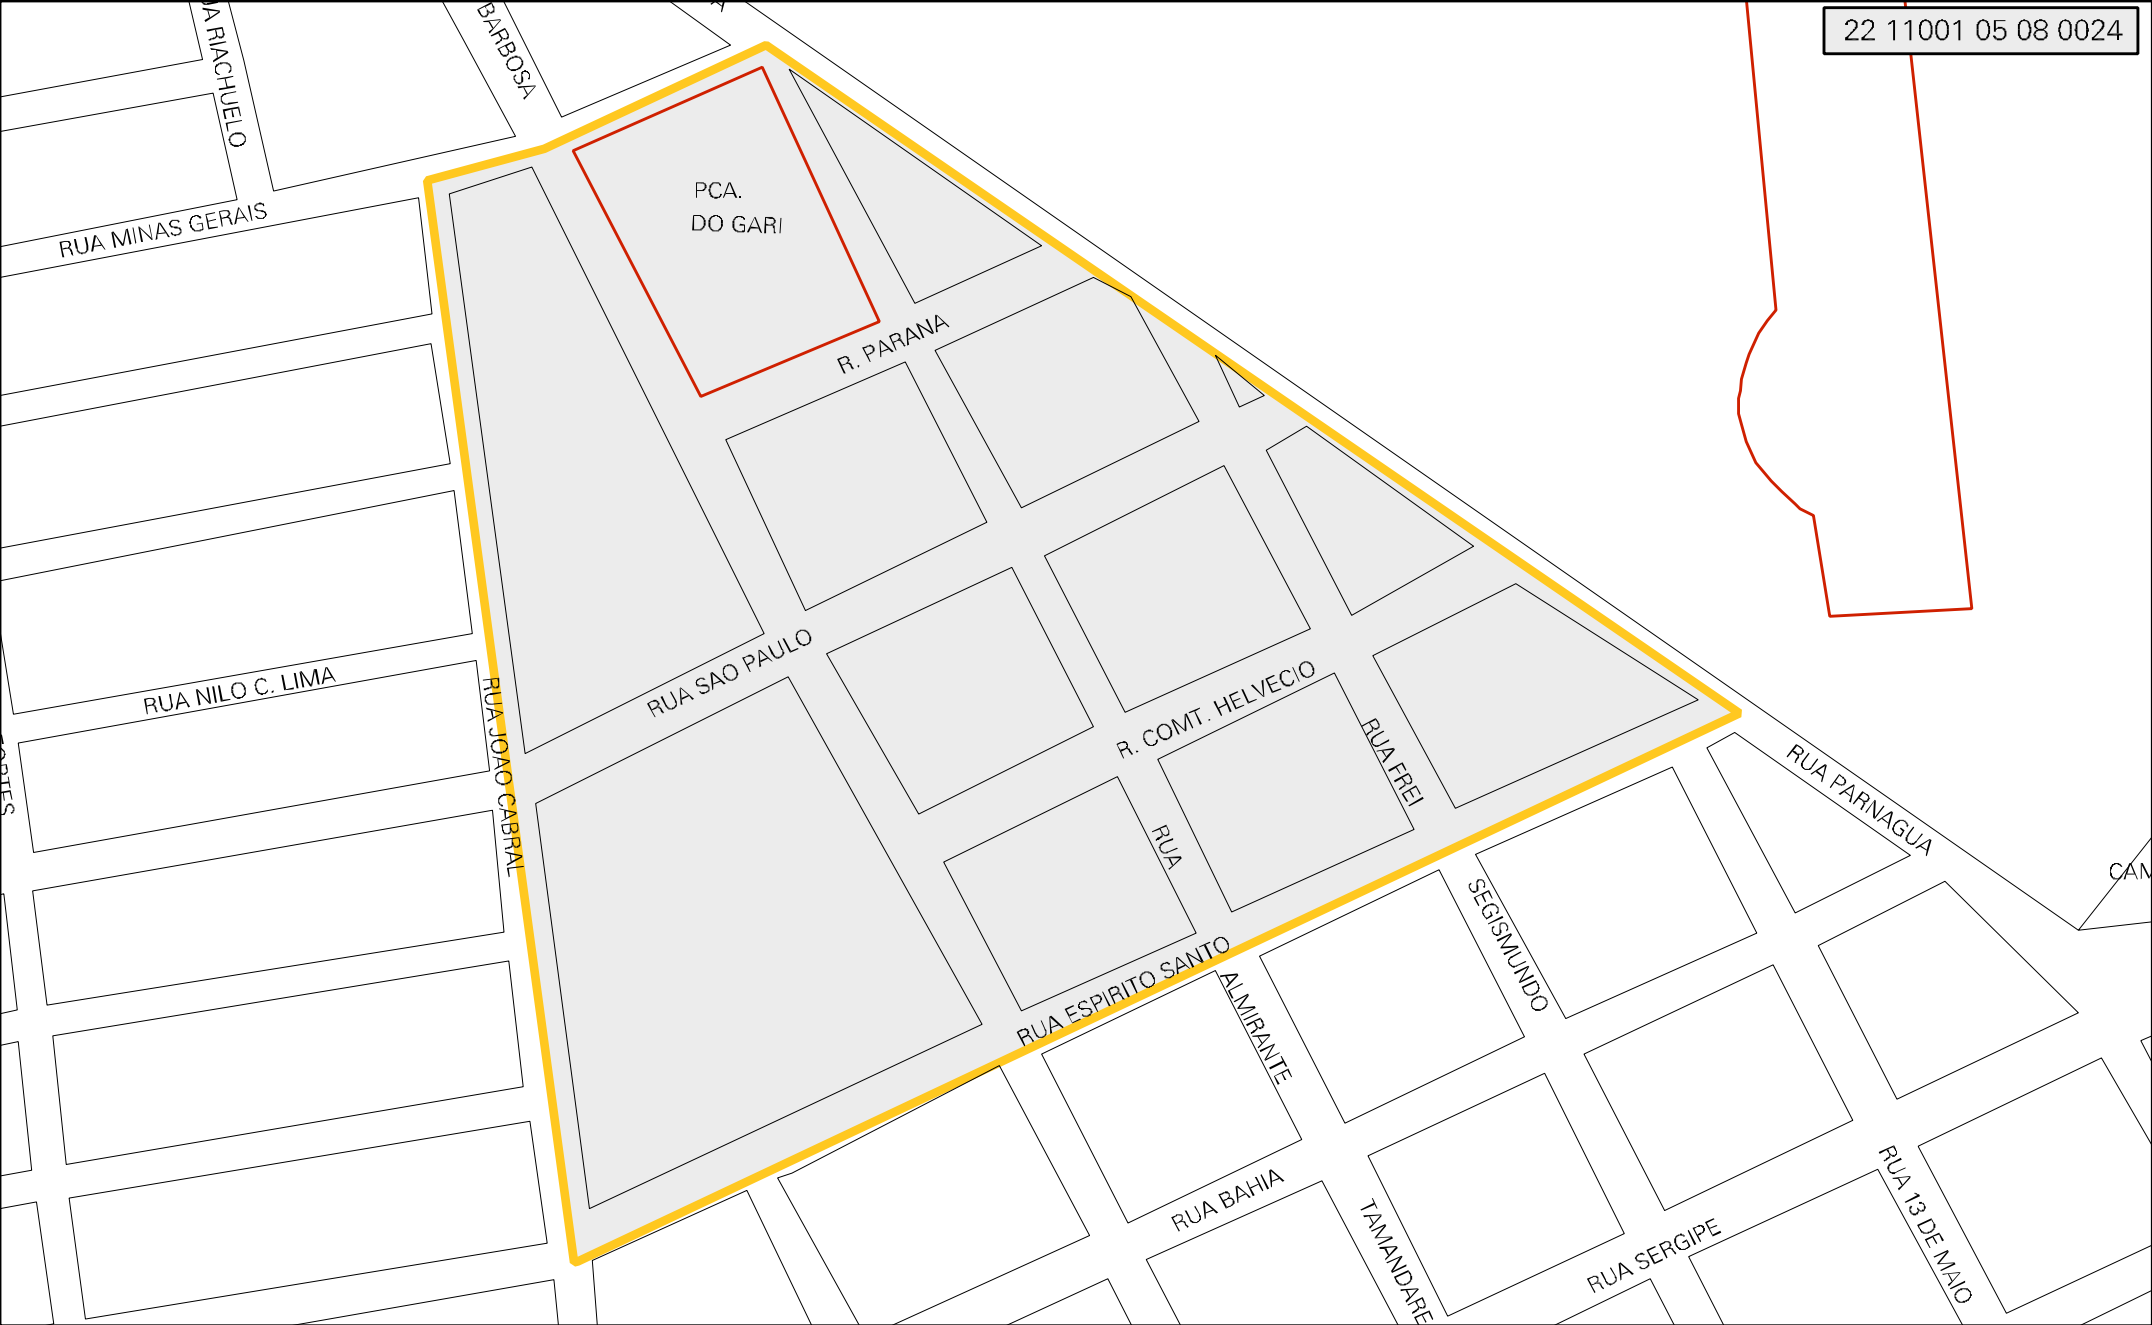 22 11001 05 08 0024
BARBOSA
RIACHUELO
PCA.
DO GARI
RUA MINAS GERAIS
R. PARANA
RUA SAO PAULO
RUA NILO C. LIMA
RUA JOAO CABRAL
R. COMT. HELVECIO
RUA FREI
SEGISMUNDO
RUA PARNAGUA
RUA
ALMIRANTE
TAMANDARE
RUA ESPIRITO SANTO
RUA BAHIA
RUA SERGIPE
RUA 13 DE MAIO
CAM